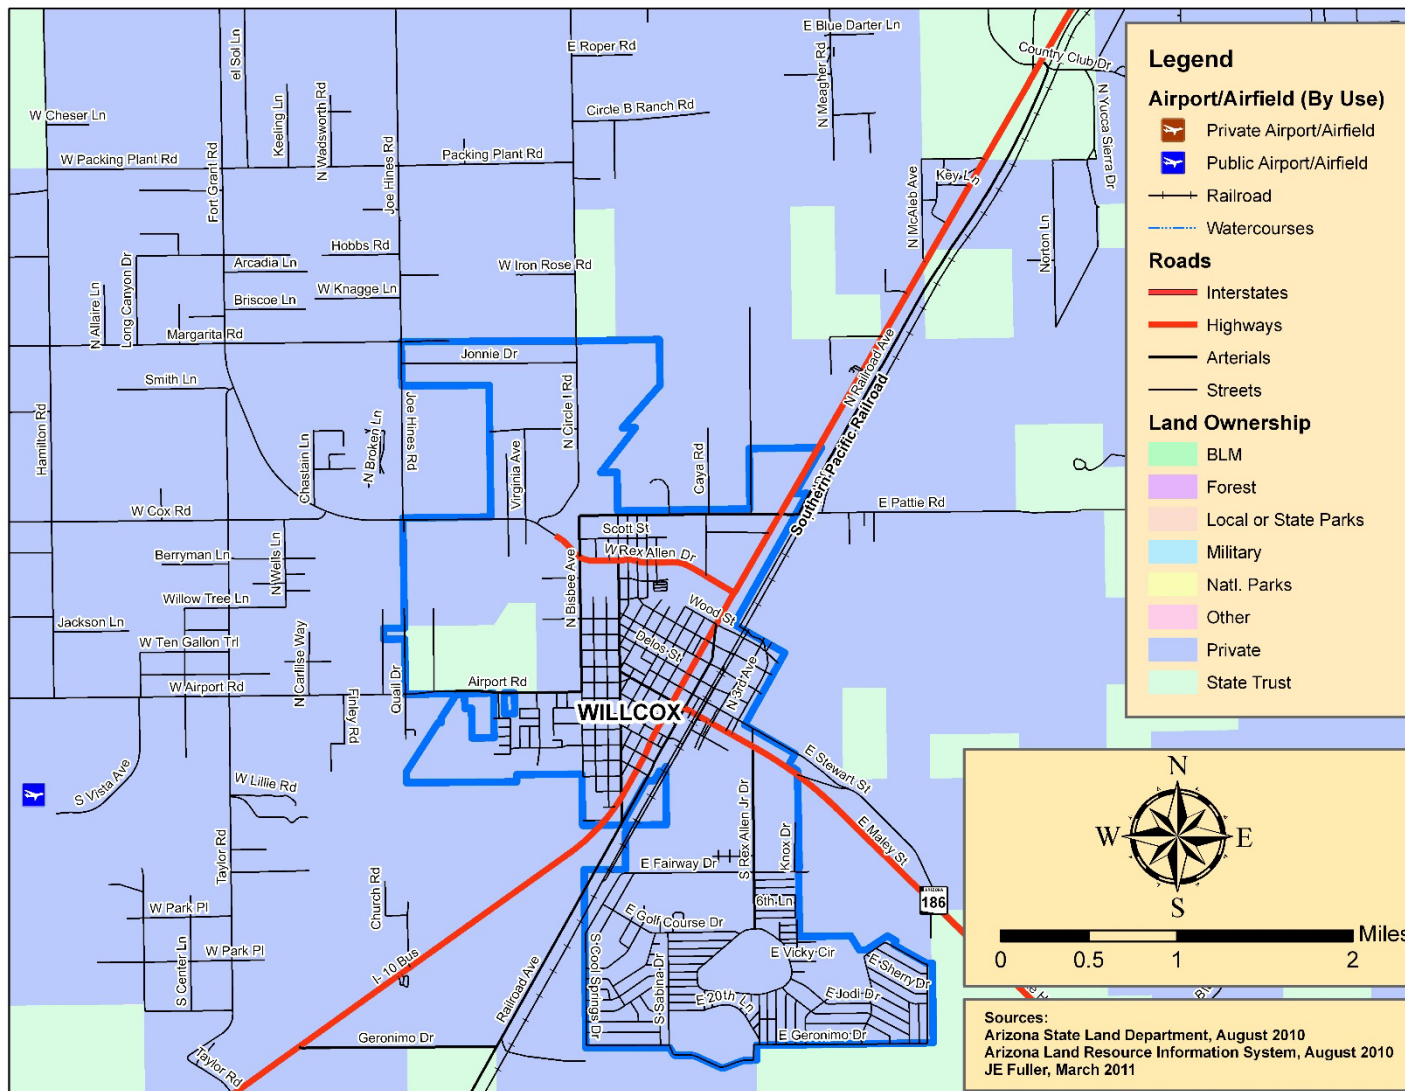 E Blue Darter Ln
el Sol Ln
E Roper Rd
N Meagher Rd
Country Club Dr
Keeling Ln
N Wadsworth Rd
Circle B Ranch Rd
N Yucca Sierra Dr
W Cheser Ln
W Packing Plant Rd
Fort Grant Rd
Joe Hines Rd
Packing Plant Rd
Key Ln
N McAleb Ave
Norton Ln
Hobbs Rd
Arcadia Ln
W Iron Rose Rd
W Knagge Ln
Briscoe Ln
N Allaire Ln
Long Canyon Dr
Margarita Rd
Jonnie Dr
N Railroad Ave
Smith Ln
Southern Pacific Railroad
Hamilton Rd
Joe Hines Rd
N Circle I Rd
N Broken Ln
Chastain Ln
Virginia Ave
Caya Rd
W Cox Rd
E Pattie Rd
Scott St
Berryman Ln
N Wells Ln
W Rex Allen Dr
N Bisbee Ave
Willow Tree Ln
Wood St
Jackson Ln
W Ten Gallon Trl
N Carlilse Way
Delos St
N 3rd Ave
W Airport Rd
Quail Dr
Airport Rd
Finley Rd
WILLCOX
E Stewart St
S Vista Ave
W Lillie Rd
S Rex Allen Jr Dr
Knox Dr
E Maley St
Taylor Rd
E Fairway Dr
Church Rd
6th Ln
ARIZONA
186
W Park Pl
E Golf Course Dr
W Park Pl
S Center Ln
I- 10 Bus
S Cool Springs Dr
S Sabina Dr
E Vicky Cir
E Sherry Dr
Railroad Ave
E 20th Ln
E Jodi Dr
Geronimo Dr
E Geronimo Dr
Taylor Rd
Legend
Airport/Airfield (By Use)
Private Airport/Airfield
Public Airport/Airfield
Railroad
Watercourses
Roads
Interstates
Highways
Arterials
Streets
Land Ownership
BLM
Forest
Local or State Parks
Military
Natl. Parks
Other
Private
State Trust
N
W
E
S
Miles
0 0.5 1 2
Sources:
Arizona State Land Department, August 2010
Arizona Land Resource Information System, August 2010
JE Fuller, March 2011